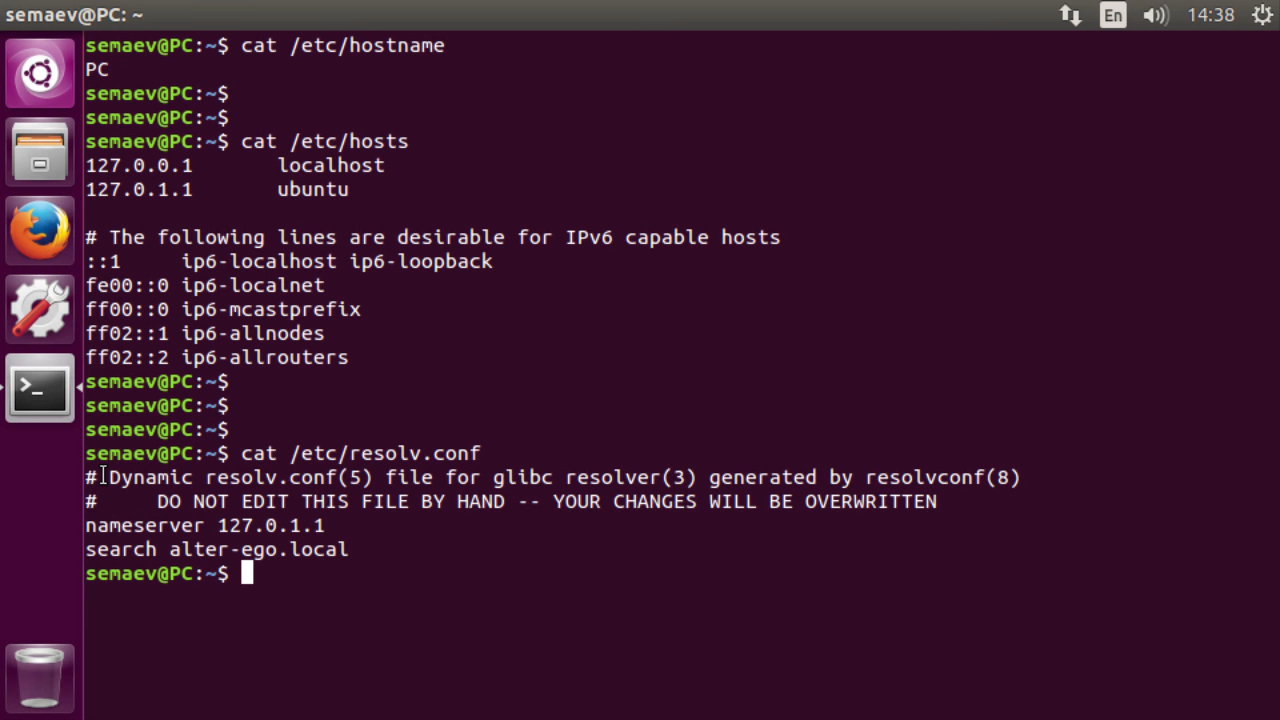 semaev@PC: ~
En
14:38
semaev@PC:~$ cat /etc/hostname
PC
semaev@PC:~$
semaev@PC:~$
semaev@PC:~$ cat /etc/hosts
127.0.0.1       localhost
127.0.1.1       ubuntu
# The following lines are desirable for IPv6 capable hosts
::1     ip6-localhost ip6-loopback
fe00::0 ip6-localnet
ff00::0 ip6-mcastprefix
ff02::1 ip6-allnodes
ff02::2 ip6-allrouters
semaev@PC:~$
semaev@PC:~$
semaev@PC:~$
semaev@PC:~$ cat /etc/resolv.conf
# Dynamic resolv.conf(5) file for glibc resolver(3) generated by resolvconf(8)
#     DO NOT EDIT THIS FILE BY HAND -- YOUR CHANGES WILL BE OVERWRITTEN
nameserver 127.0.1.1
search alter-ego.local
semaev@PC:~$